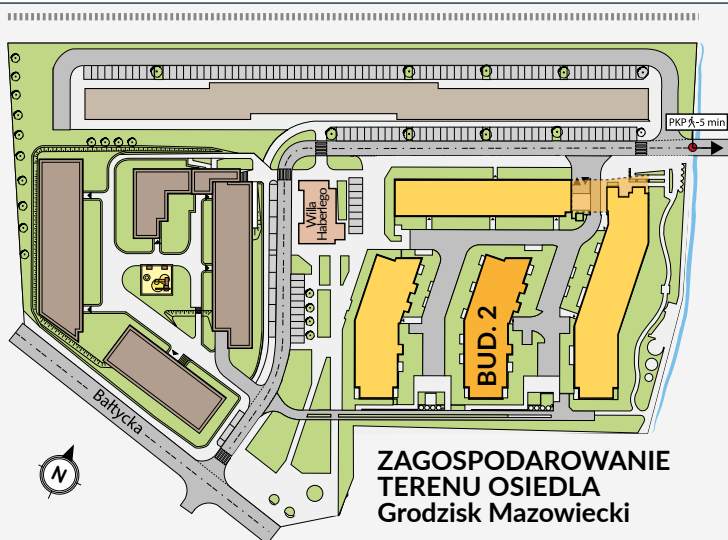 PKP -5 min
Willa
Haberlego
BUD. 2
Bałtycka
N
ZAGOSPODAROWANIE
TERENU OSIEDLA
Grodzisk Mazowiecki